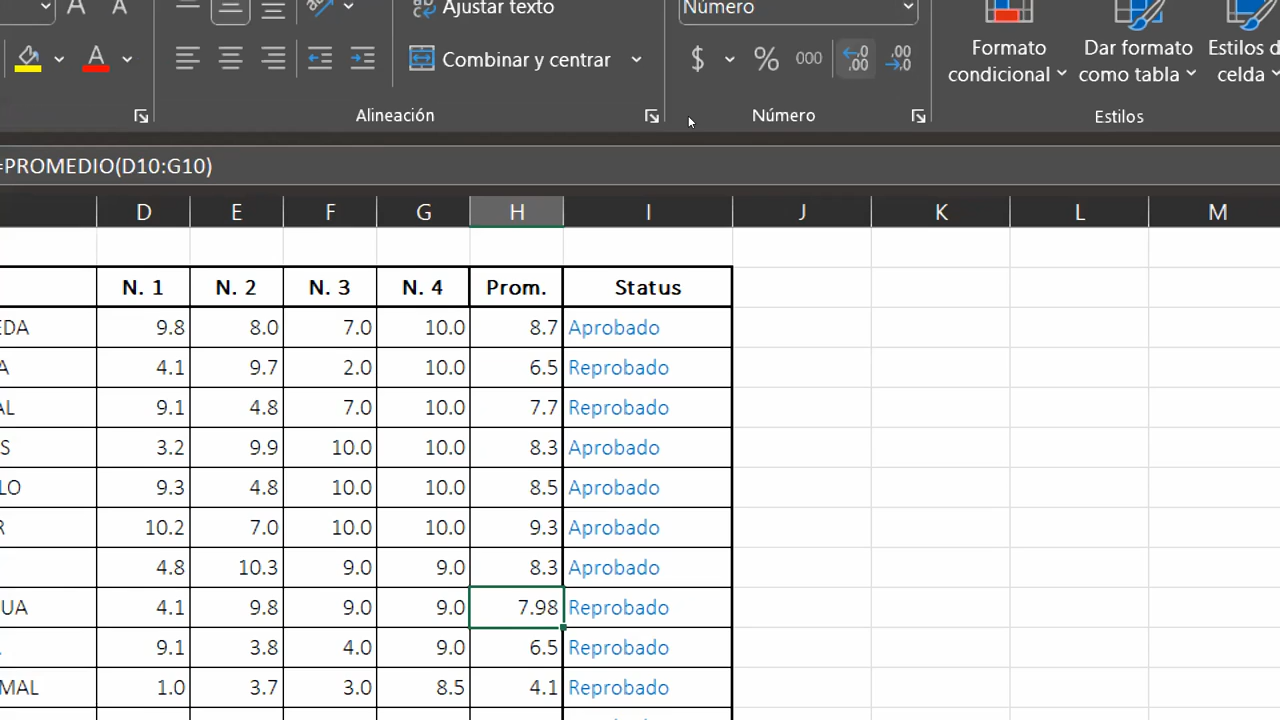 Ajustar texto
Número
Combinar y centrar
$ % 000
Formato condicional
Dar formato como tabla
Estilos d
celda
Alineación
Número
Estilos
=PROMEDIO(D10:G10)
D E F G H I J K L M
N. 1 N. 2 N. 3 N. 4 Prom. Status
EDA 9.8 8.0 7.0 10.0 8.7 Aprobado
A 4.1 9.7 2.0 10.0 6.5 Reprobado
AL 9.1 4.8 7.0 10.0 7.7 Reprobado
S 3.2 9.9 10.0 10.0 8.3 Aprobado
LO 9.3 4.8 10.0 10.0 8.5 Aprobado
R 10.2 7.0 10.0 10.0 9.3 Aprobado
4.8 10.3 9.0 9.0 8.3 Aprobado
UA 4.1 9.8 9.0 9.0 7.98 Reprobado
9.1 3.8 4.0 9.0 6.5 Reprobado
MAL 1.0 3.7 3.0 8.5 4.1 Reprobado